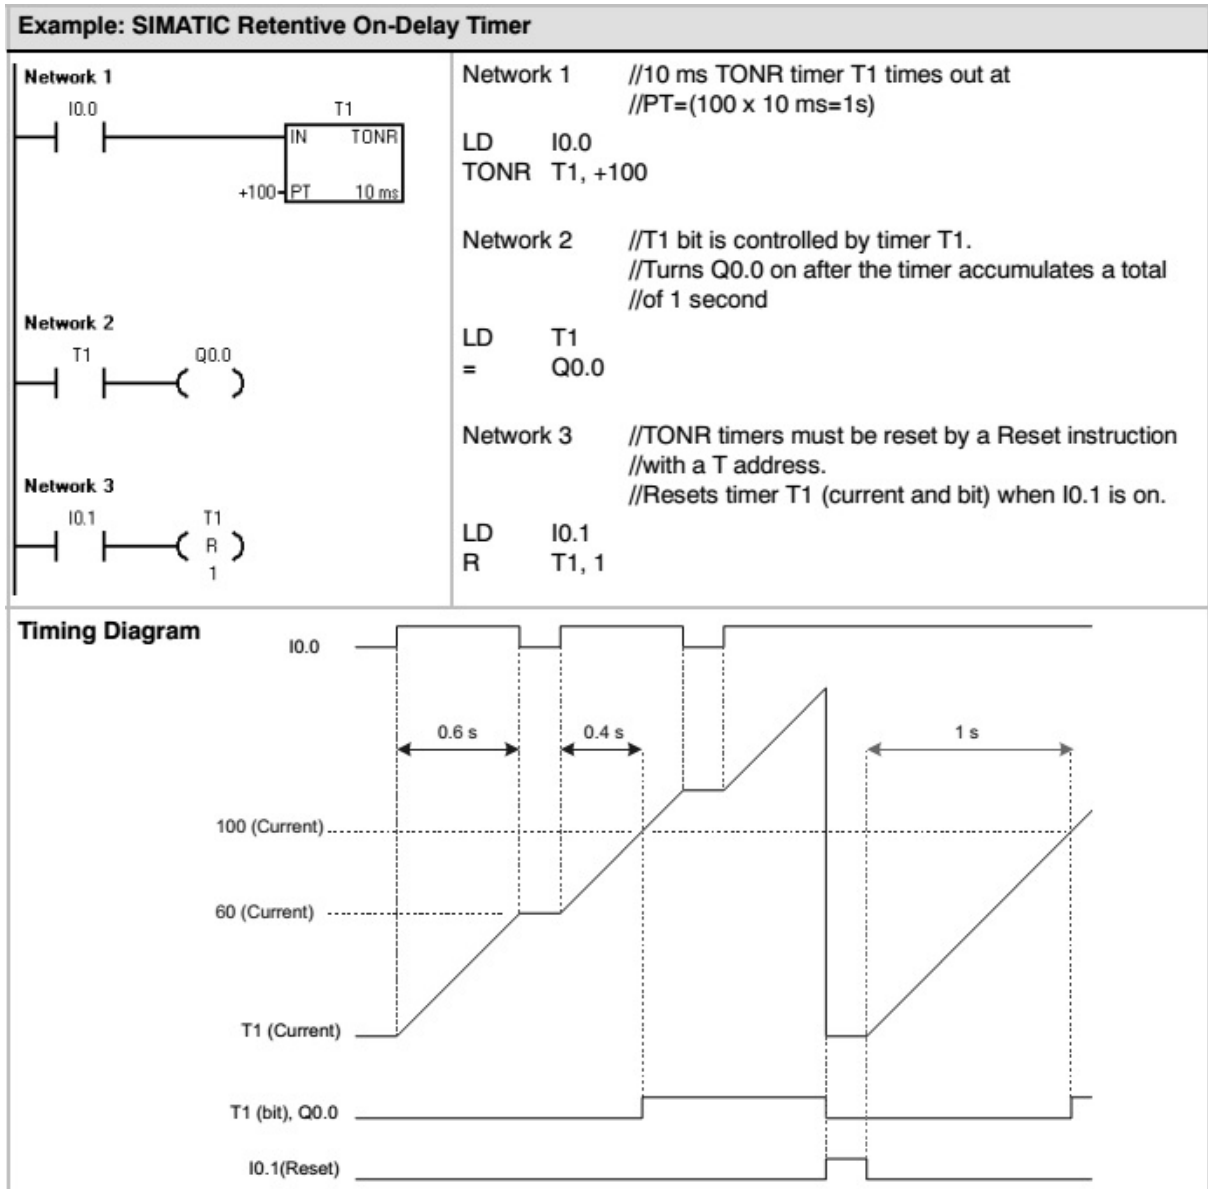 Example: SIMATIC Retentive On-Delay Timer
Network 1
I0.0
T1
IN TONR
+100 PT 10 ms
Network 2
T1 Q0.0
Network 3
I0.1 T1
R
1
Network 1 //10 ms TONR timer T1 times out at
//PT=(100 x 10 ms=1s)
LD I0.0
TONR T1, +100
Network 2 //T1 bit is controlled by timer T1.
//Turns Q0.0 on after the timer accumulates a total
//of 1 second
LD T1
= Q0.0
Network 3 //TONR timers must be reset by a Reset instruction
//with a T address.
//Resets timer T1 (current and bit) when I0.1 is on.
LD I0.1
R T1, 1
Timing Diagram
I0.0
0.6 s 0.4 s 1 s
100 (Current)
60 (Current)
T1 (Current)
T1 (bit), Q0.0
I0.1(Reset)